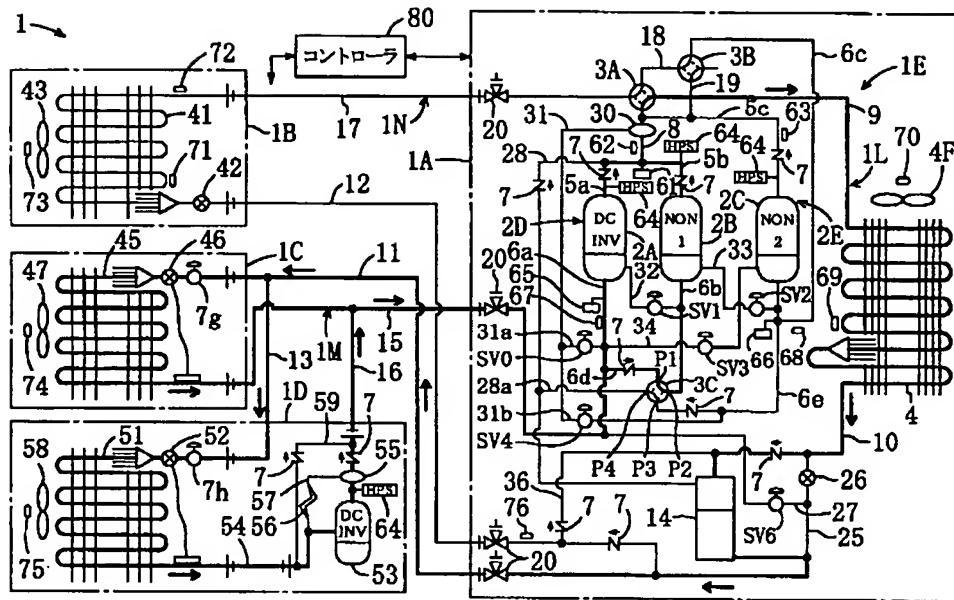 1
80
コントローラ
72
43
41
73
71
42
1B
17
1N
12
20
1A
18
3B
3A
19
6c
1E
5c
63
9
31
30
8
62
64
HPS
28
7
5b
64
1L
70
4F
7
5a
HPS
61
7
HPS
7
64
2D
DC
INV
2A
NON
1
2B
2C
NON
2
2E
45
46
1C
11
47
7g
74
15
1M
16
13
20
6a
65
67
32
33
6b
SV1
SV2
69
31a
SV0
7
34
SV3
66
68
P1
6d
3C
28a
31b
SV4
P4
P3
P2
7
6e
4
10
1D
59
7
51
52
58
7h
7
57
55
56
HPS
64
54
DC
INV
53
75
36
76
7
7
14
7
26
27
SV6
25
20